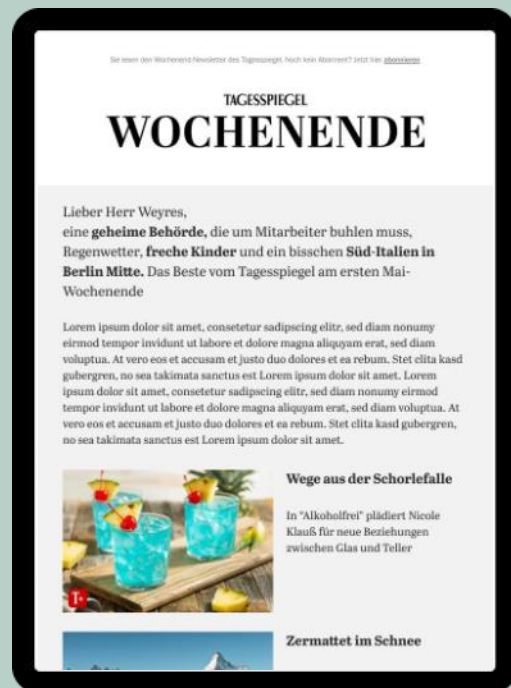 Sie lesen den Wochenend-Newsletter des Tagesspiegel. Noch kein Abonnent? Jetzt hier abonnieren
TAGESSPIEGEL
WOCHENENDE
Lieber Herr Weyres,
eine geheime Behörde, die um Mitarbeiter buhlen muss,
Regenwetter, freche Kinder und ein bisschen Süd-Italien in
Berlin Mitte. Das Beste vom Tagesspiegel am ersten Mai-
Wochenende
Lorem ipsum dolor sit amet, consetetur sadipscing elitr, sed diam nonumy
eirmod tempor invidunt ut labore et dolore magna aliquyam erat, sed diam
voluptua. At vero eos et accusam et justo duo dolores et ea rebum. Stet clita kasd
gubergren, no sea takimata sanctus est Lorem ipsum dolor sit amet. Lorem
ipsum dolor sit amet, consetetur sadipscing elitr, sed diam nonumy eirmod
tempor invidunt ut labore et dolore magna aliquyam erat, sed diam voluptua. At
vero eos et accusam et justo duo dolores et ea rebum. Stet clita kasd gubergren,
no sea takimata sanctus est Lorem ipsum dolor sit amet.
Wege aus der Schorlefalle
In "Alkoholfrei" plädiert Nicole
Klauß für neue Beziehungen
zwischen Glas und Teller
T+
Zermattet im Schnee